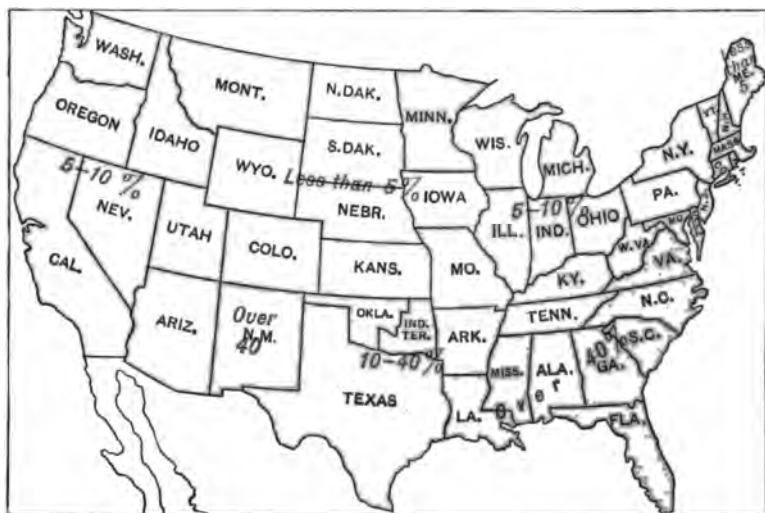 WASH.
OREGON
IDAHO
MONT.
N.DAK.
S.DAK.
MINN.
WIS.
MICH.
WYO.
Less than 5%
NEBR.
IOWA
5-10 %
NEV.
CAL.
UTAH
COLO.
KANS.
MO.
ILL.
5-10%
IND.
OHIO
KY.
W.VA
VA.
PA.
N.Y.
VT.
N.H.
MASS
Less
than
ME.
5
N.J.
ARIZ.
Over
N.M.
40
OKLA.
IND.
TER.
10-40%
TEXAS
ARK.
LA.
TENN.
N.C.
S.C.
MISS.
ALA.
GA.
40%
O v e r
FLA.